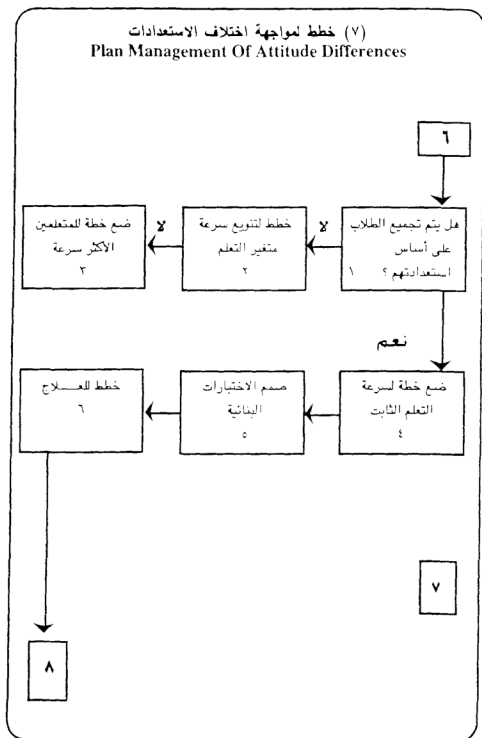 (٧) خطط لمواجهة اختلاف الاستعدادات
Plan Management Of Attitude Differences
٦
هل يتم تجميع الطلاب
على أساس
استعدادتهم ؟ ١
لا
خطط لتنويع سرعة
متغير التعلم
٢
لا
ضع خطة للمتعلمين
الأكثر سرعة
٣
نعم
ضع خطة لسرعة
التعلم الثابت
٤
صمم الاختبارات
البنائية
٥
خطط للعـــلاج
٦
٧
٨